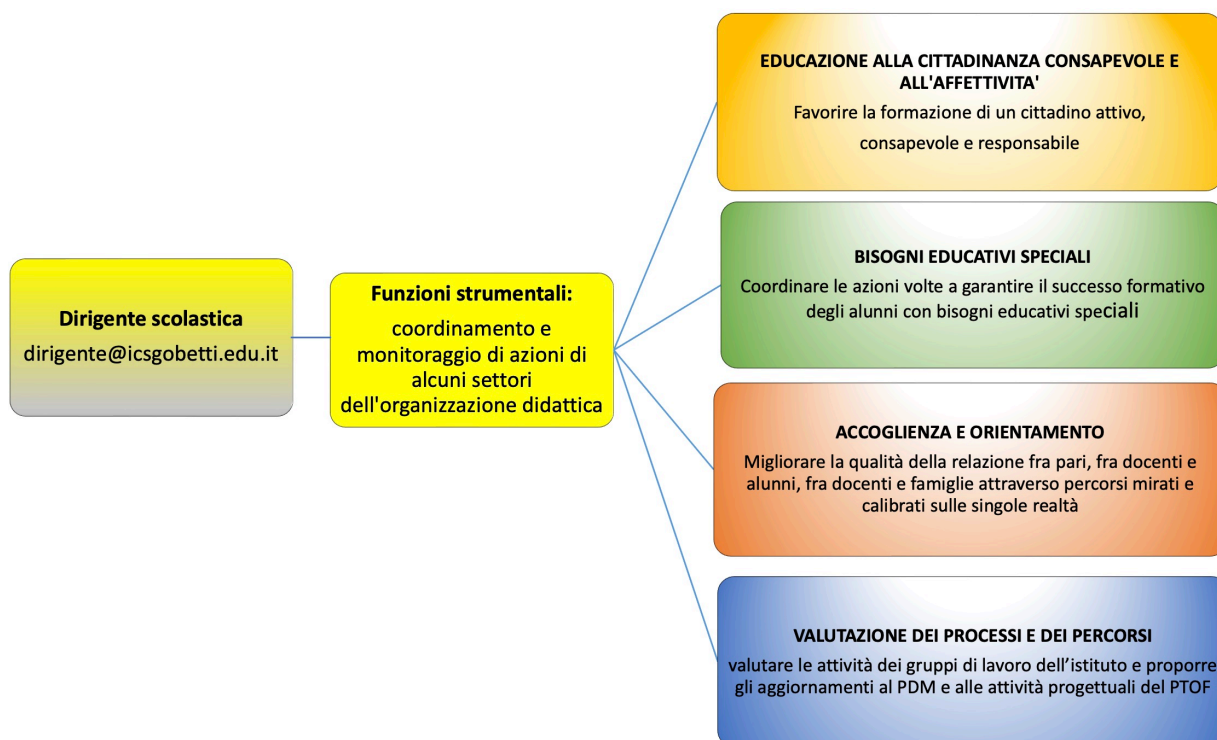 Dirigente scolastica
dirigente@icsgobetti.edu.it
Funzioni strumentali:
coordinamento e
monitoraggio di azioni di
alcuni settori
dell'organizzazione didattica
EDUCAZIONE ALLA CITTADINANZA CONSAPEVOLE E
ALL'AFFETTIVITA'
Favorire la formazione di un cittadino attivo,
consapevole e responsabile
BISOGNI EDUCATIVI SPECIALI
Coordinare le azioni volte a garantire il successo formativo
degli alunni con bisogni educativi speciali
ACCOGLIENZA E ORIENTAMENTO
Migliorare la qualità della relazione fra pari, fra docenti e
alunni, fra docenti e famiglie attraverso percorsi mirati e
calibrati sulle singole realtà
VALUTAZIONE DEI PROCESSI E DEI PERCORSI
valutare le attività dei gruppi di lavoro dell’istituto e proporre
gli aggiornamenti al PDM e alle attività progettuali del PTOF